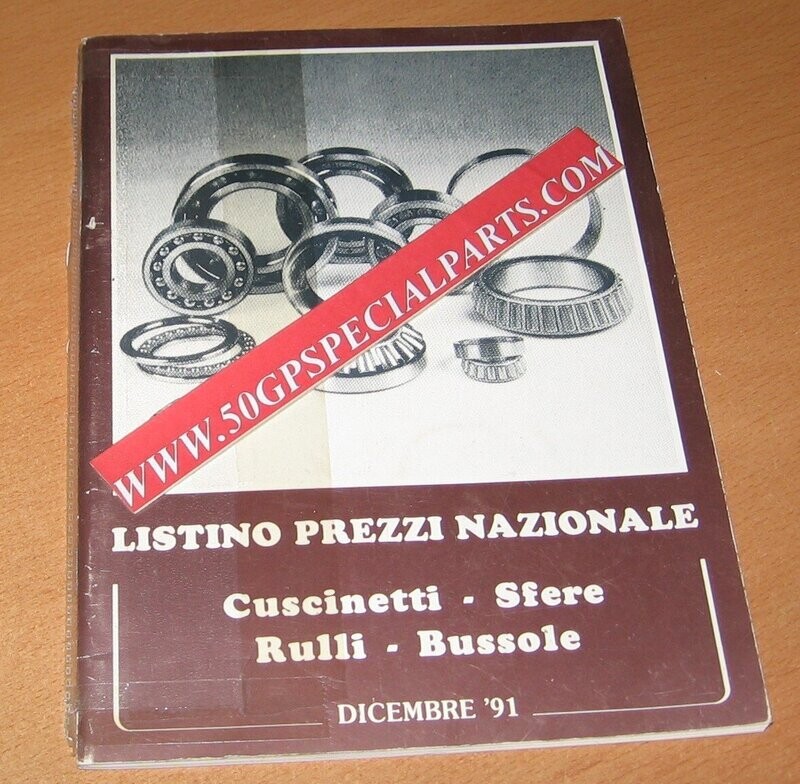 WWW.50GPSPECIALPARTS.COM
LISTINO PREZZI NAZIONALE
Cuscinetti - Sfere
Rulli - Bussole
DICEMBRE '91